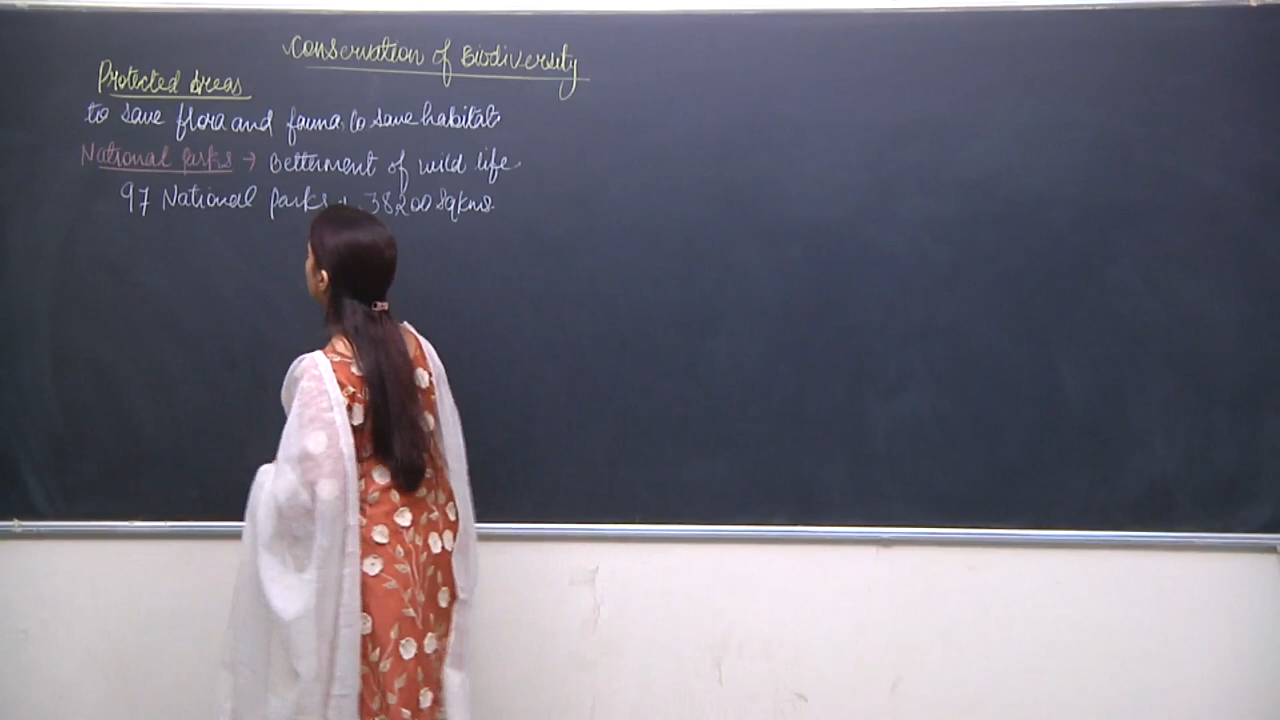 Conservation of Biodiversity
Protected Areas
to save flora and fauna, to save habitat
National parks → Betterment of wild life.
97 National parks 38200 Sqkms.